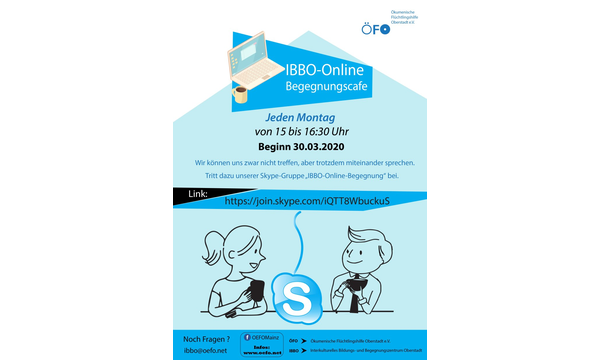 ÖFO
Ökumenische
Flüchtlingshilfe
Oberstadt e.V.
IBBO-Online
Begegnungscafe
Jeden Montag
von 15 bis 16:30 Uhr
Beginn 30.03.2020
Wir können uns zwar nicht treffen, aber trotzdem miteinander sprechen.
Tritt dazu unserer Skype-Gruppe „IBBO-Online-Begegnung" bei.
Link:
https://join.skype.com/iQTT8WbuckuS
S
Noch Fragen ?
ibbo@oefo.net
f OEFOMainz
Infos:
www.oefo.net
ÖFO Ökumenische Flüchtlingshilfe Oberstadt e.V.
IBBO Interkulturelles Bildungs- und Begegnungszentrum Oberstadt